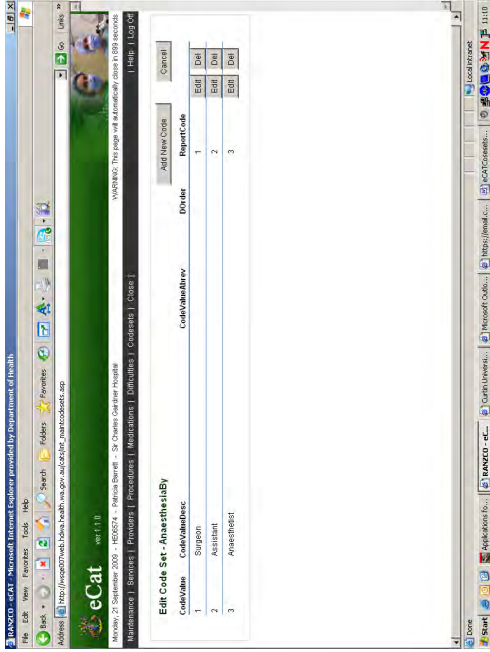 RANZCO - eCAT - Microsoft Internet Explorer provided by Department of Health
File Edit View Favorites Tools Help
Back Search Folders Favorites
Address http://wsqe007web.hdwa.health.wa.gov.au/cats/int_maintcodesets.asp Go Links »
eCat ver 1.1.0
Monday, 21 September 2009 - HE06574 - Patricia Barrett - Sir Charles Gairdner Hospital WARNING: This page will automatically close in 899 seconds
Maintenance | Services | Providers | Procedures | Medications | Difficulties | Codesets | Close | | Help | Log Off
Edit Code Set - AnaesthesiaBy Add New Code Cancel
CodeValue CodeValueDesc CodeValueAbrev DOrder ReportCode
1 Surgeon 1 Edit Del
2 Assistant 2 Edit Del
3 Anaesthetist 3 Edit Del
Done Local intranet
Start Applications fo... RANZCO - eC... Curtin Universi... Microsoft Outlo... https://email.c... eCATCodesets... 11:10